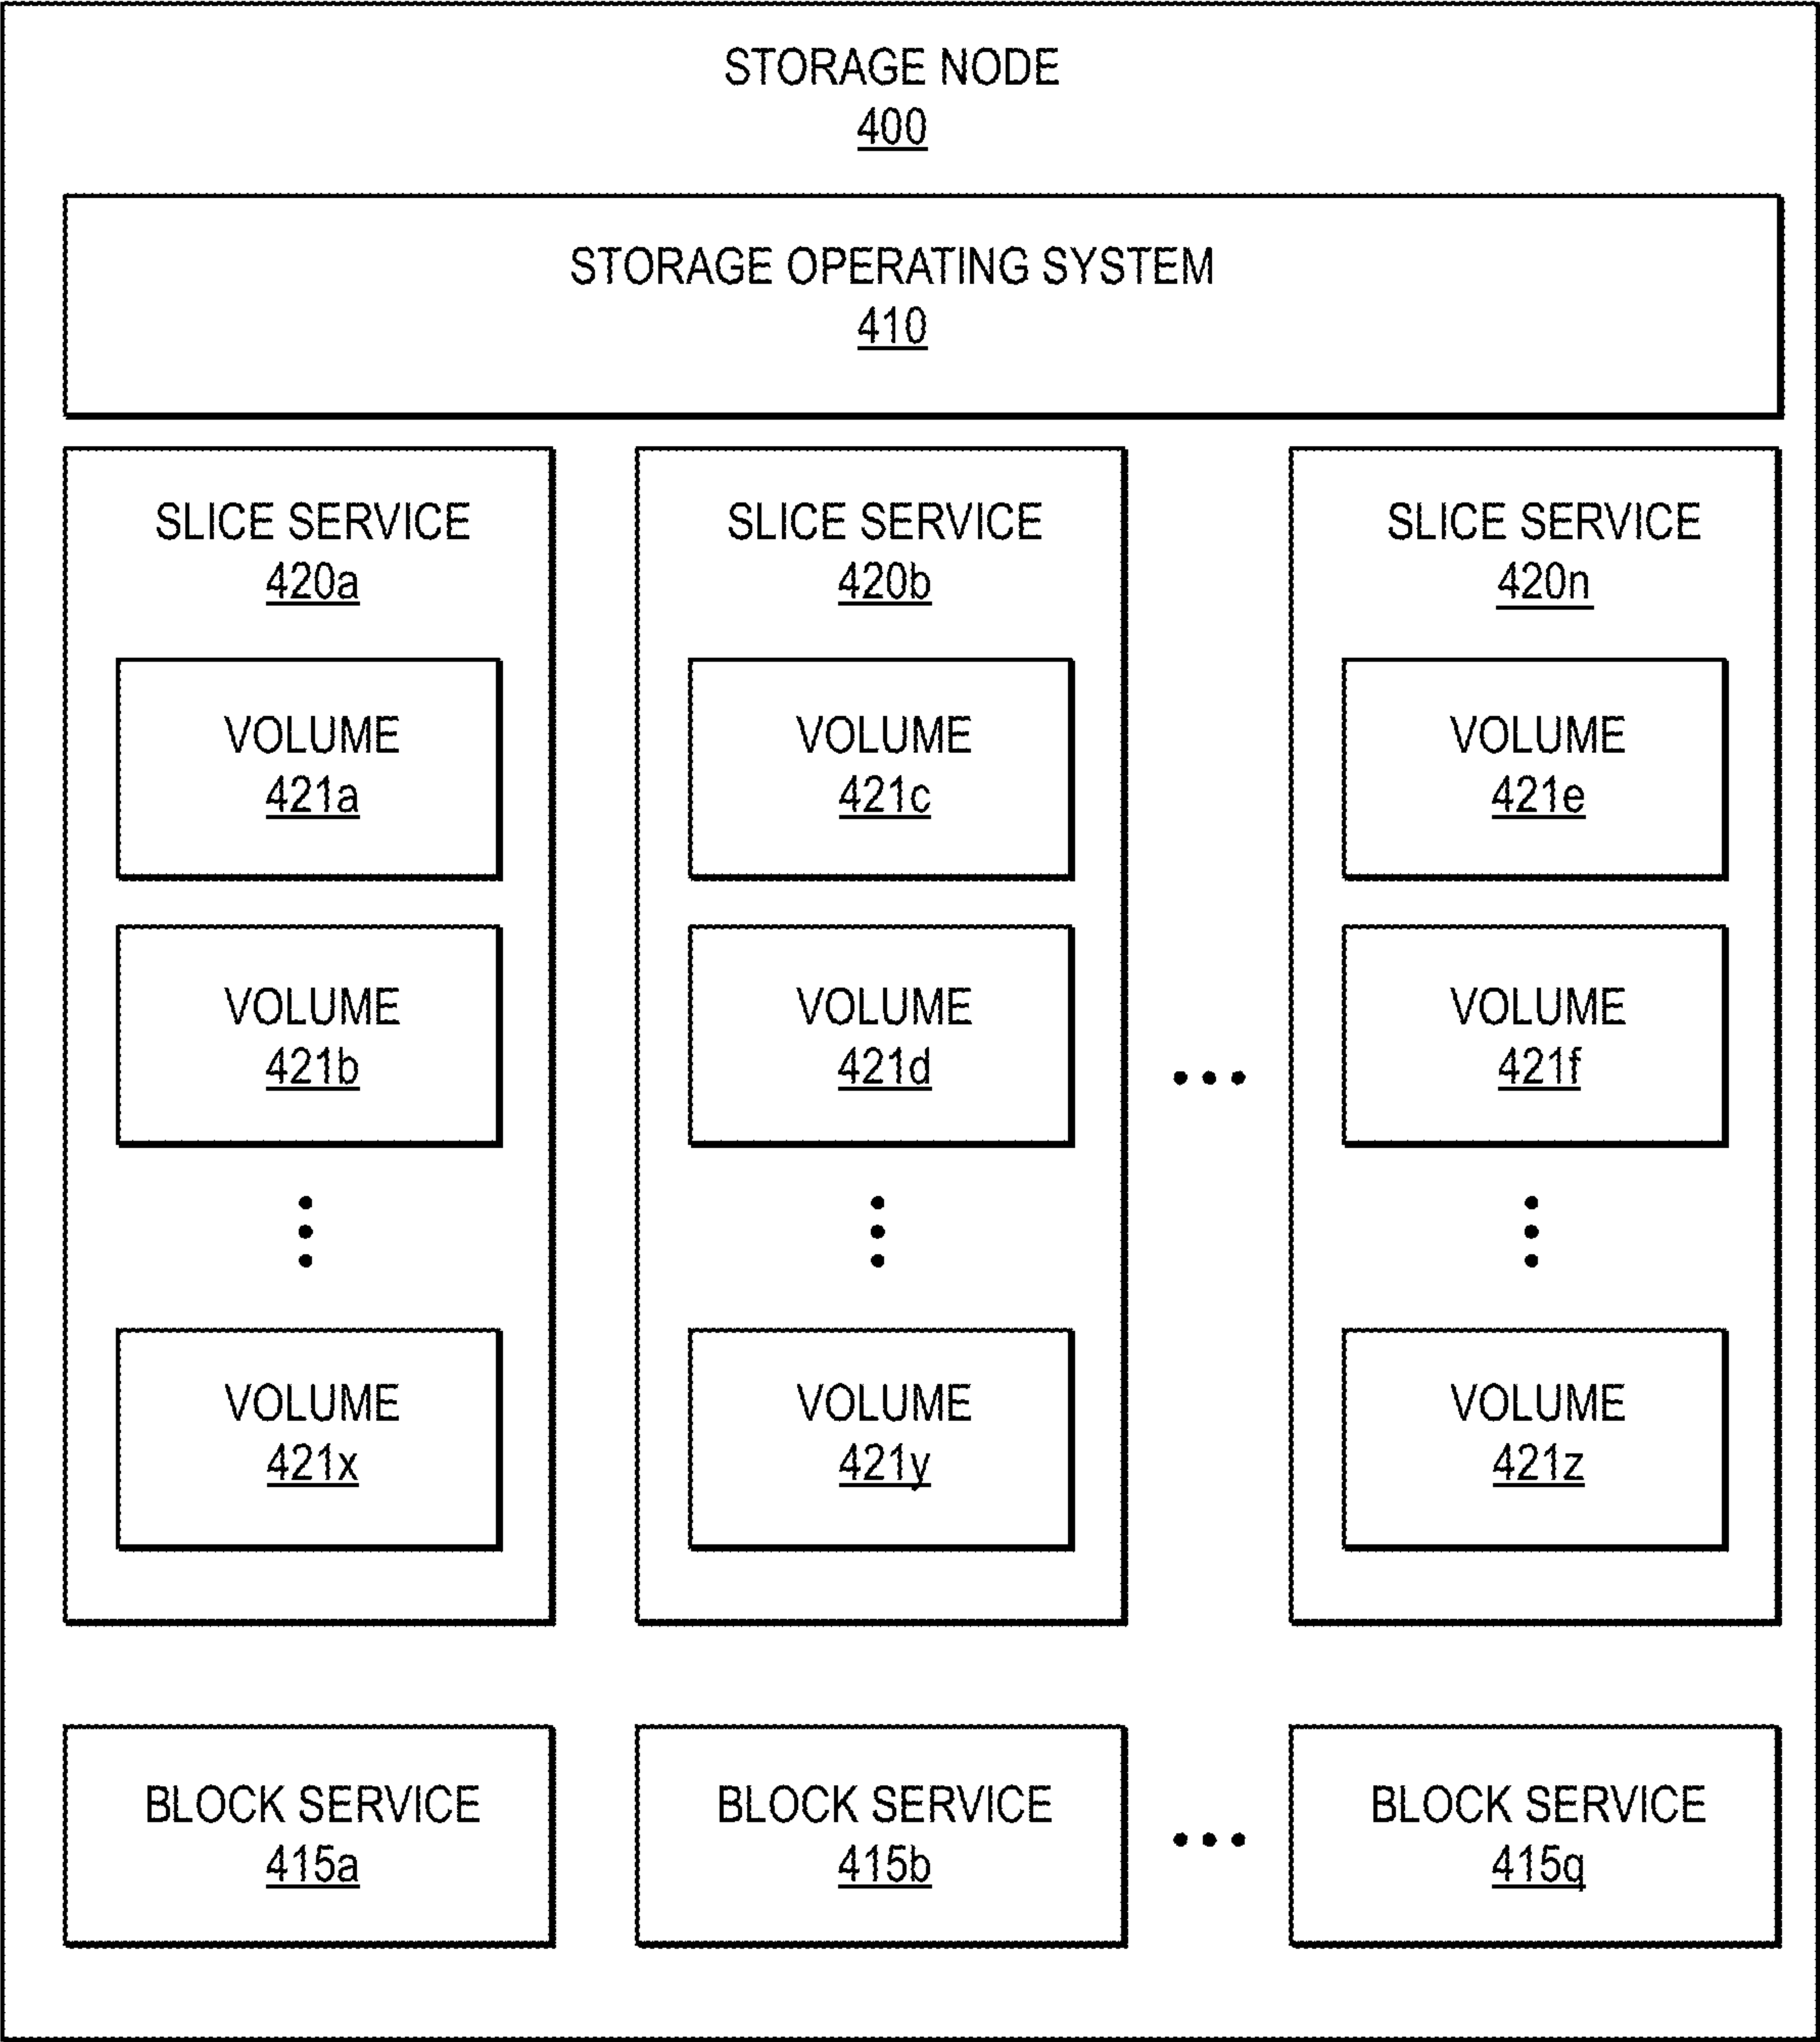 STORAGE NODE
400
STORAGE OPERATING SYSTEM
410
SLICE SERVICE
420a
VOLUME
421a
VOLUME
421b
VOLUME
421x
SLICE SERVICE
420b
VOLUME
421c
VOLUME
421d
VOLUME
421y
SLICE SERVICE
420n
VOLUME
421e
VOLUME
421f
VOLUME
421z
BLOCK SERVICE
415a
BLOCK SERVICE
415b
BLOCK SERVICE
415q